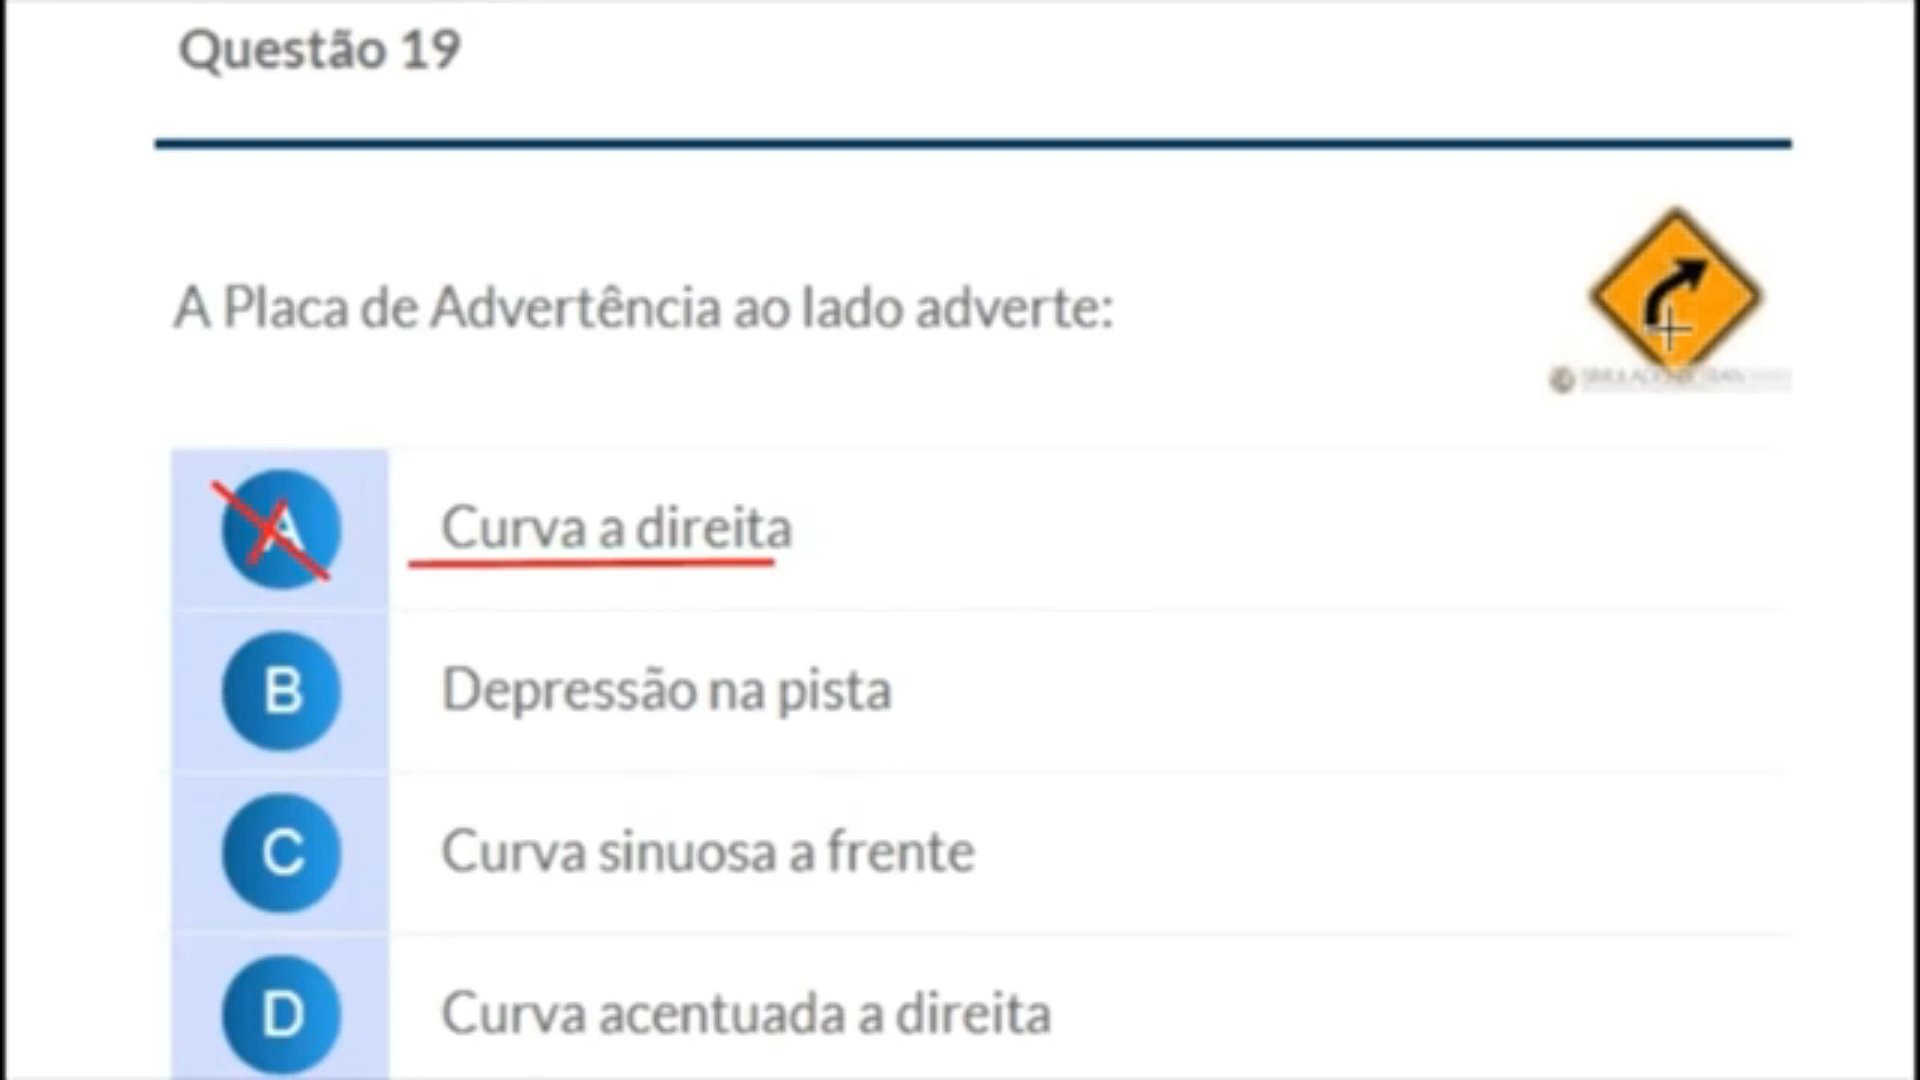 Questão 19
A Placa de Advertência ao lado adverte:
A
Curva a direita
B
Depressão na pista
C
Curva sinuosa a frente
D
Curva acentuada a direita